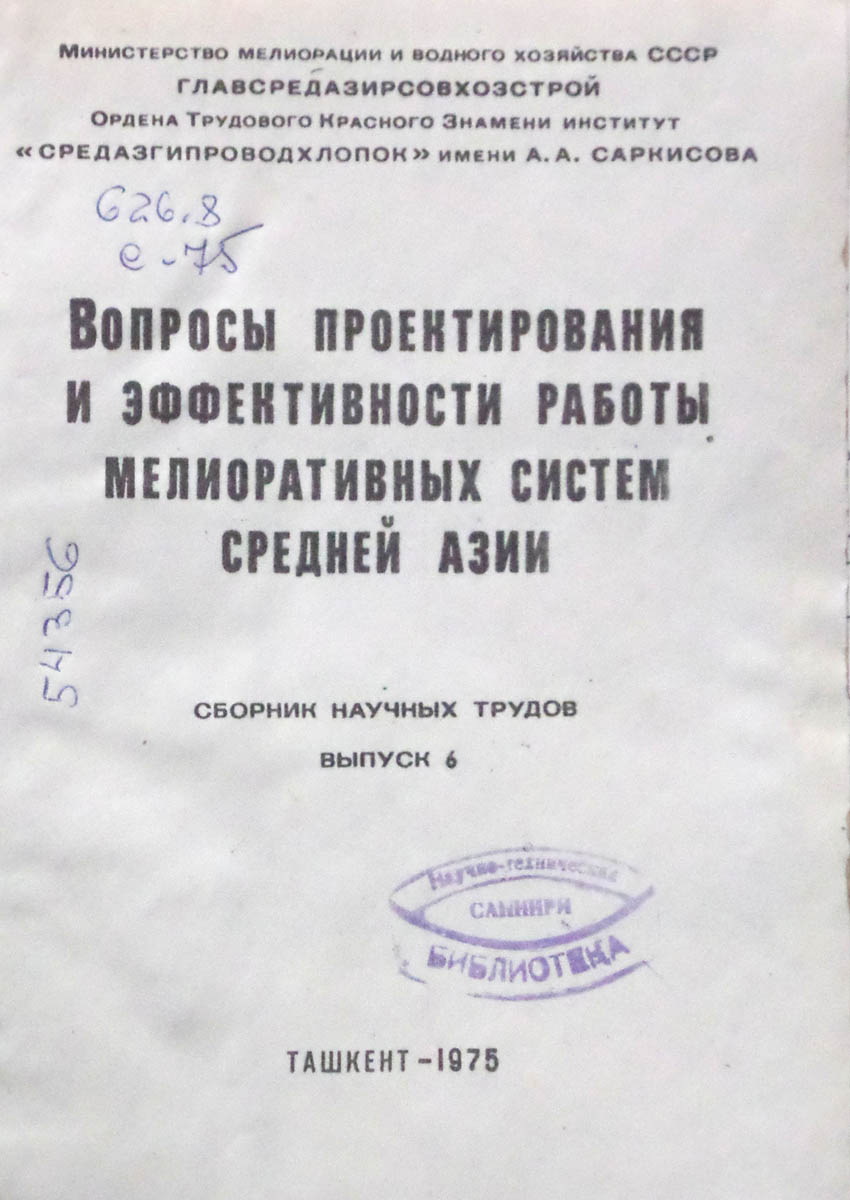 Министерство мелиорации и водного хозяйства СССР
ГЛАВСРЕДАЗИРСОВХОЗСТРОЙ
Ордена Трудового Красного Знамени институт
«СРЕДАЗГИПРОВОДХЛОПОК» имени А. А. САРКИСОВА
626.8
С-75
Вопросы проектирования
и эффективности работы
мелиоративных систем
Средней Азии
54356
СБОРНИК НАУЧНЫХ ТРУДОВ
ВЫПУСК 6
Научно-техническая
САНИИРИ
БИБЛИОТЕКА
ТАШКЕНТ – 1975